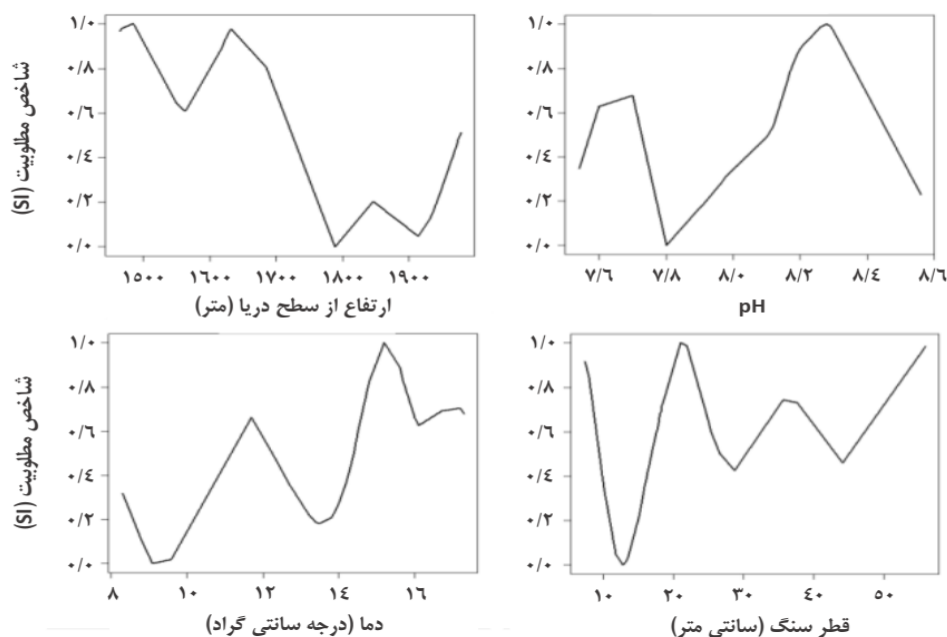 شاخص مطلوبیت (SI)
۱/۰
۰/۸
۰/۶
۰/٤
۰/۲
۰/۰
۱۵۰۰ ۱۶۰۰ ۱۷۰۰ ۱۸۰۰ ۱۹۰۰
ارتفاع از سطح دریا (متر)
۱/۰
۰/۸
۰/۶
۰/٤
۰/۲
۰/۰
۷/۶ ۷/۸ ۸/۰ ۸/۲ ۸/٤ ۸/۶
pH
شاخص مطلوبیت (SI)
۱/۰
۰/۸
۰/۶
۰/٤
۰/۲
۰/۰
۸ ۱۰ ۱۲ ۱٤ ۱۶
دما (درجه سانتی گراد)
۱/۰
۰/۸
۰/۶
۰/٤
۰/۲
۰/۰
۱۰ ۲۰ ۳۰ ٤۰ ۵۰
قطر سنگ (سانتی متر)